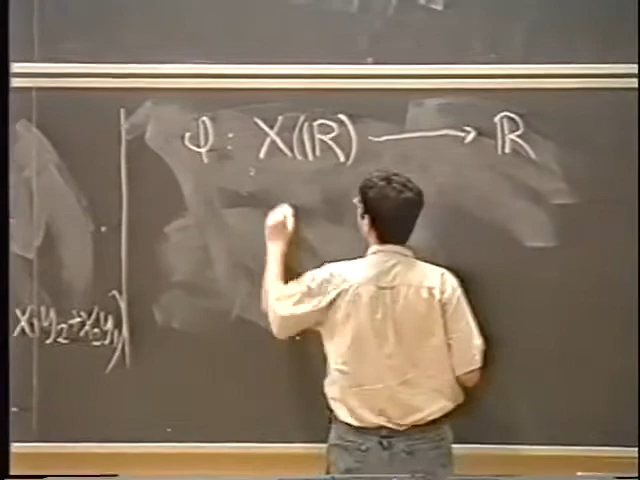 φ : X(ℝ) ⟶ ℝ
x₁y₂+x₂y₁)